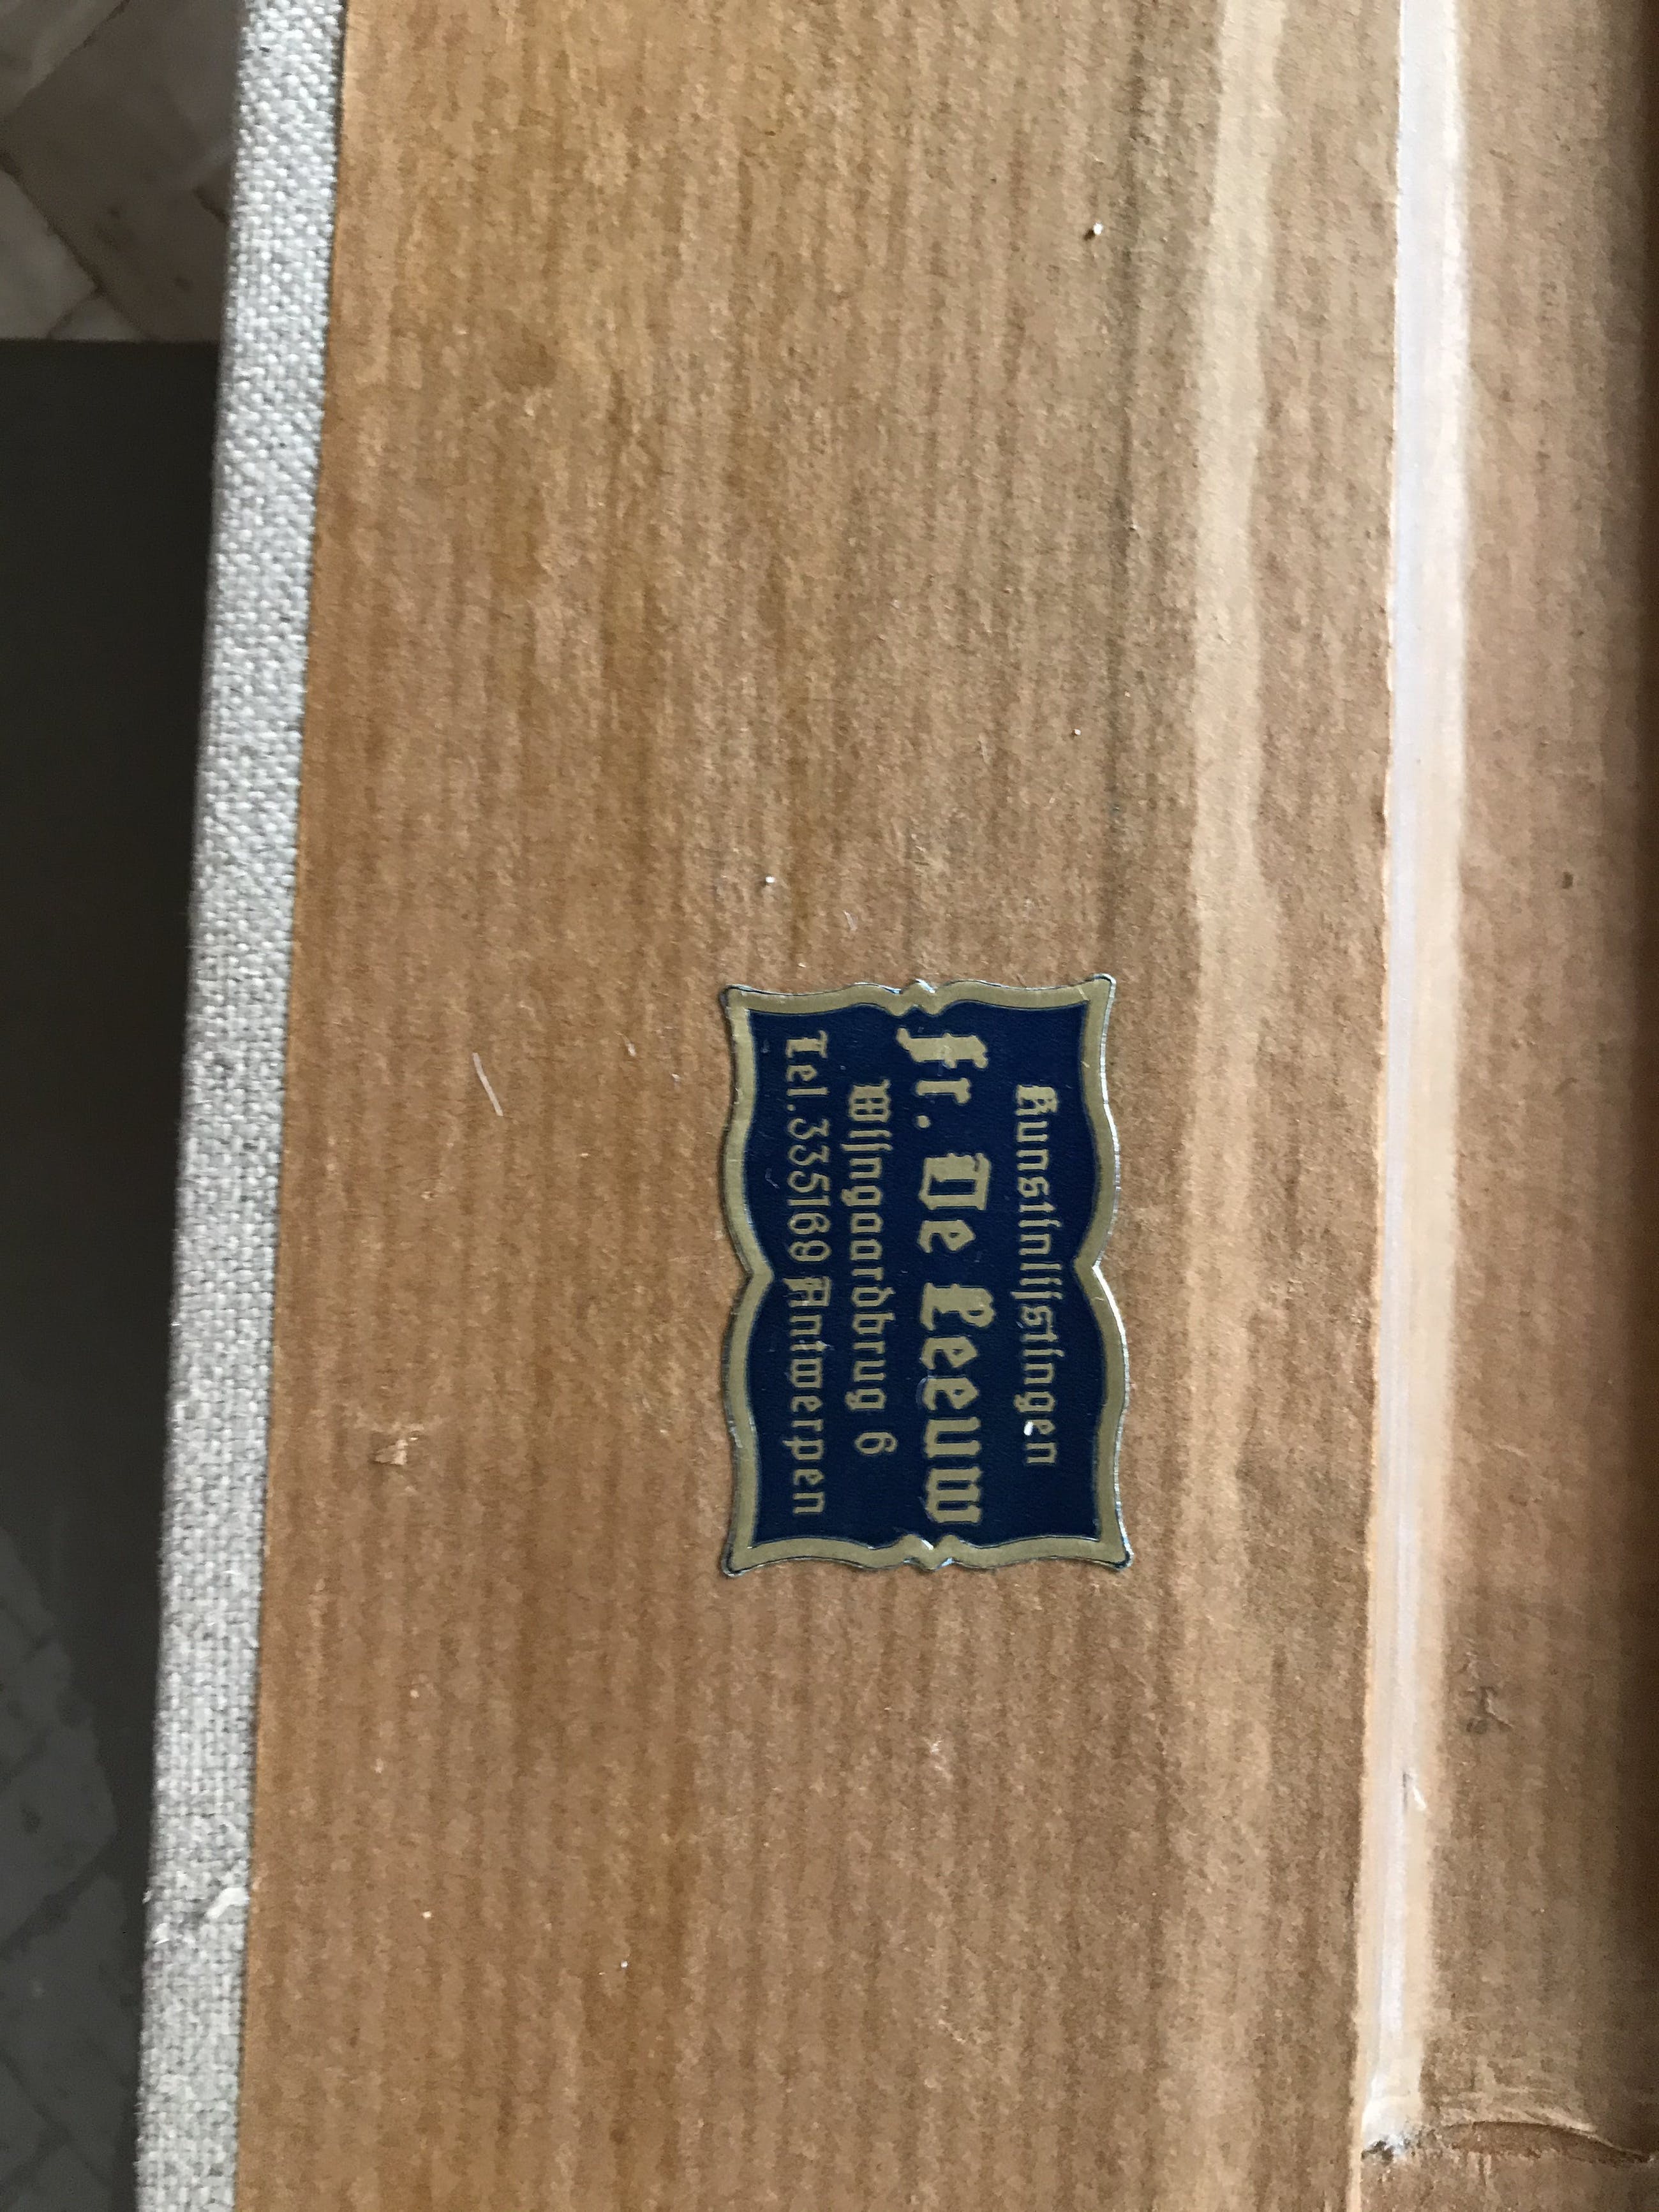 Kunstinlijstingen
Fr. De Leeuw
Wijngaardbrug 6
Tel. 335169 Antwerpen